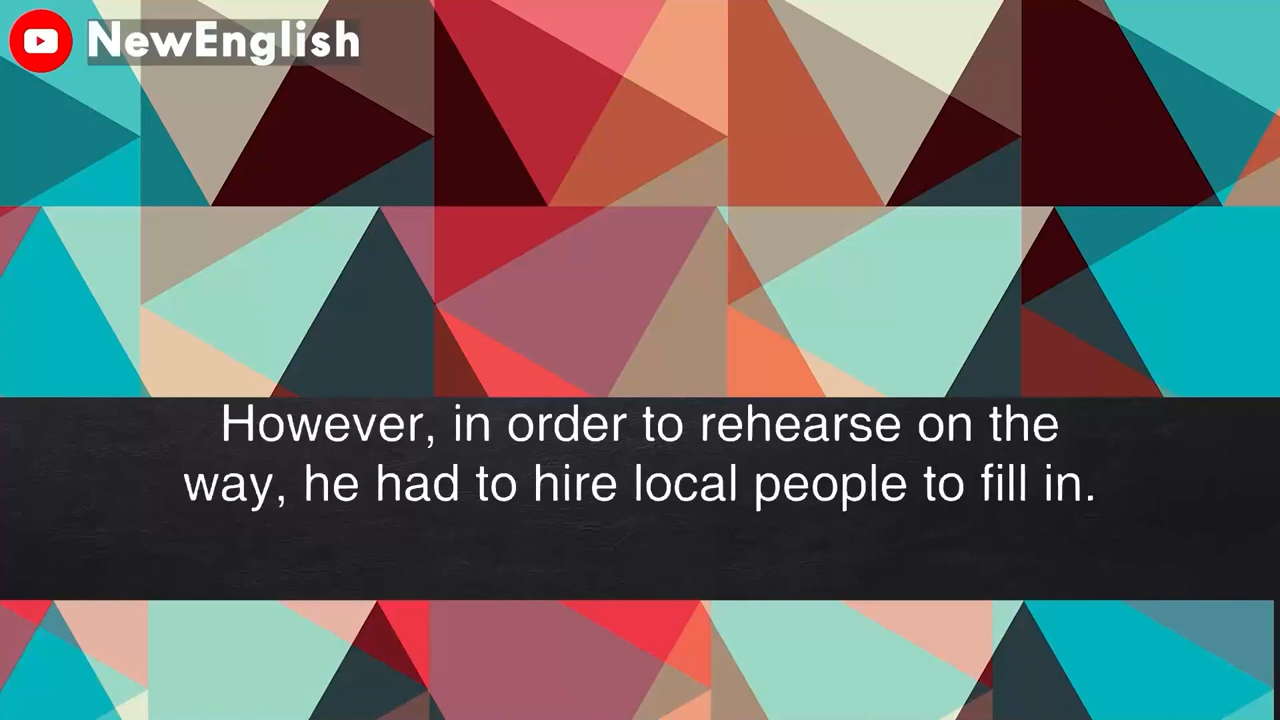 NewEnglish
However, in order to rehearse on the
way, he had to hire local people to fill in.